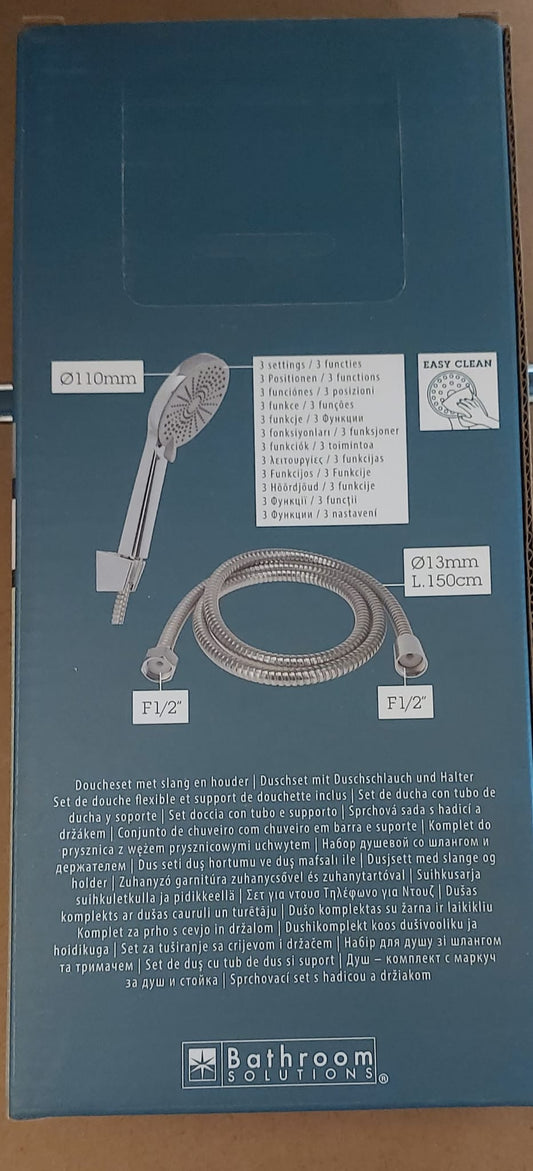 Ø110mm
3 settings / 3 functies
3 Positionen / 3 functions
3 funciónes / 3 posizioni
3 funkce / 3 funções
3 funkcje / 3 Функции
3 fonksiyonları / 3 funksjoner
3 funkciók / 3 toimintoa
3 λειτουργίες / 3 funkcijas
3 Funkcijos / 3 Funkcije
3 Höördjõud / 3 funkcije
3 Функції / 3 funcții
3 Функции / 3 nastavení
EASY CLEAN
Ø13mm
L.150cm
F1/2"
F1/2"
Doucheset met slang en houder | Duschset mit Duschschlauch und Halter
Set de douche flexible et support de douchette inclus | Set de ducha con tubo de
ducha y soporte | Set doccia con tubo e supporto | Sprchová sada s hadicí a
držákem | Conjunto de chuveiro com chuveiro em barra e suporte | Komplet do
prysznica z wężem prysznicowymi uchwytem | Набор душевой со шлангом и
держателем | Dus seti duş hortumu ve duş mafsalı ile | Dusjsett med slange og
holder | Zuhanyzó garnitúra zuhanycsővel és zuhanytartóval | Suihkusarja
suihkuletkulla ja pidikkeellä | Σετ για ντουσ Τηλέφωνο για Ντουζ | Dušas
komplekts ar dušas cauruli un turētāju | Dušo komplektas su žarna ir laikikliu
Komplet za prho s cevjo in držalom | Dushikomplekt koos dušivooliku ja
hoidikuga | Set za tuširanje sa crijevom i držačem | Набір для душу зі шлангом
та тримачем | Set de duş cu tub de dus si suport | Душ – комплект с маркуч
за душ и стойка | Sprchovací set s hadicou a držiakom
Bathroom
SOLUTIONS®